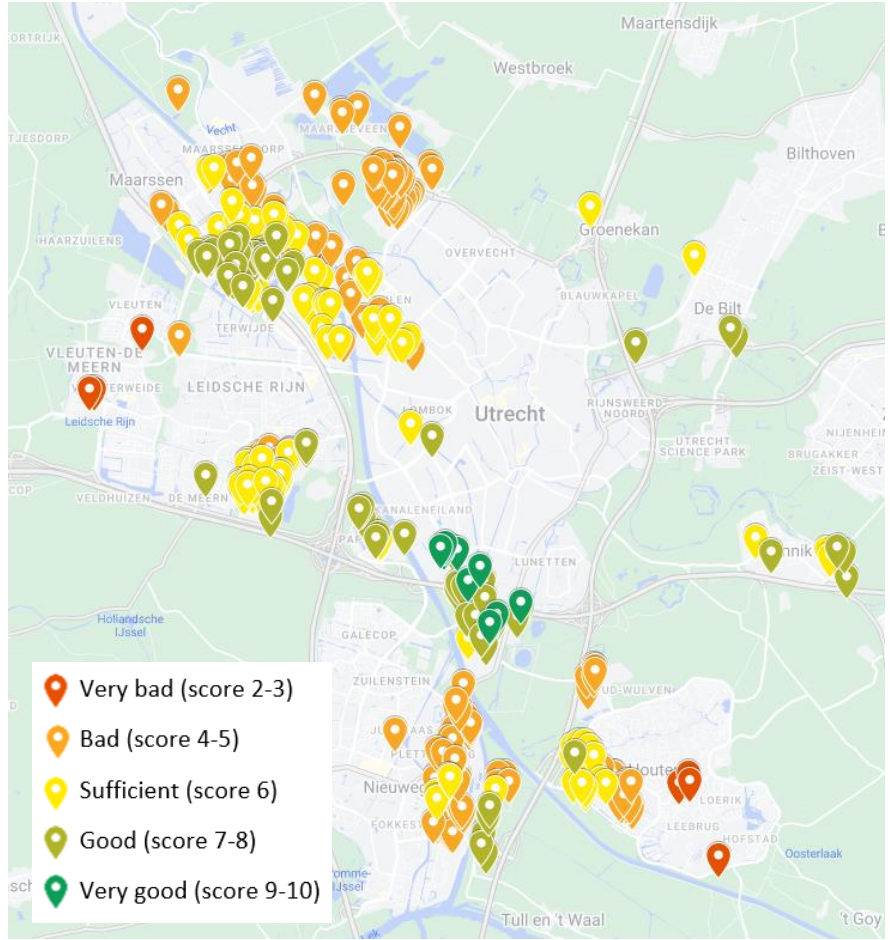 Maartensdijk
Westbroek
Vecht
MAARSSENDORP
Maarssen
Bilthoven
HAARZUILENS
Groenekan
OVERVECHT
VLEUTEN
BLAUWKAPEL
De Bilt
TERWIJDE
VLEUTEN-DE
MEERN
LEIDSCHE RIJN
Leidsche Rijn
LOMBOK
Utrecht
RIJNSWEERD
NOORD
UTRECHT
SCIENCE PARK
BRUGAKKER
ZEIST-WEST
VELDHUIZEN
DE MEERN
KANALENEILAND
LUNETTEN
Hollandsche
IJssel
GALECOP
ZUILENSTEIN
Very bad (score 2-3)
Bad (score 4-5)
Sufficient (score 6)
Good (score 7-8)
Very good (score 9-10)
LOERIK
LEEBRUG
HOFSTAD
Oosterlaak
Tull en 't Waal
't Goy